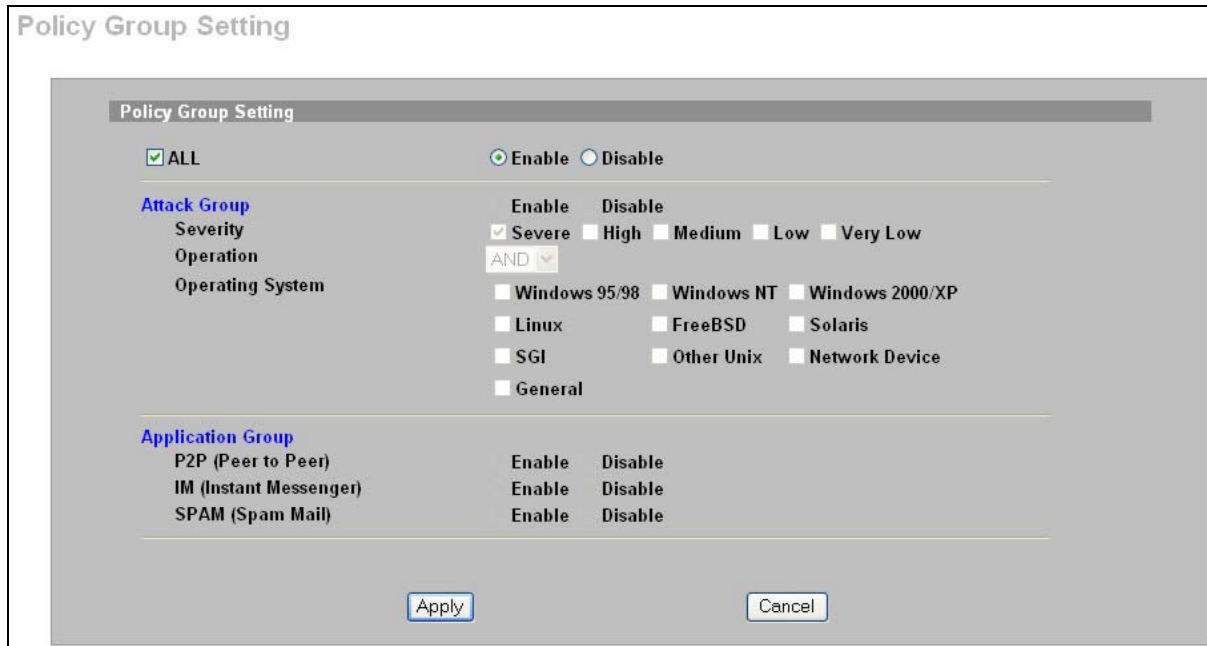 Policy Group Setting
Policy Group Setting
ALL Enable Disable
Attack Group Enable Disable
Severity Severe High Medium Low Very Low
Operation AND
Operating System Windows 95/98 Windows NT Windows 2000/XP
Linux FreeBSD Solaris
SGI Other Unix Network Device
General
Application Group
P2P (Peer to Peer) Enable Disable
IM (Instant Messenger) Enable Disable
SPAM (Spam Mail) Enable Disable
Apply Cancel